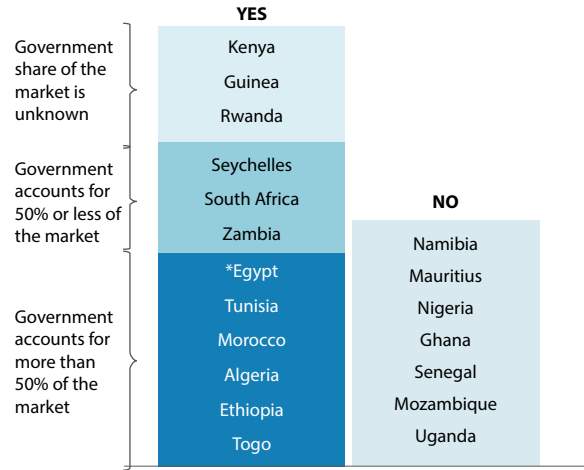 YES
Government
share of the
market is
unknown
Kenya
Guinea
Rwanda
Government
accounts for
50% or less of
the market
Seychelles
South Africa
Zambia
Government
accounts for
more than
50% of the
market
*Egypt
Tunisia
Morocco
Algeria
Ethiopia
Togo
NO
Namibia
Mauritius
Nigeria
Ghana
Senegal
Mozambique
Uganda